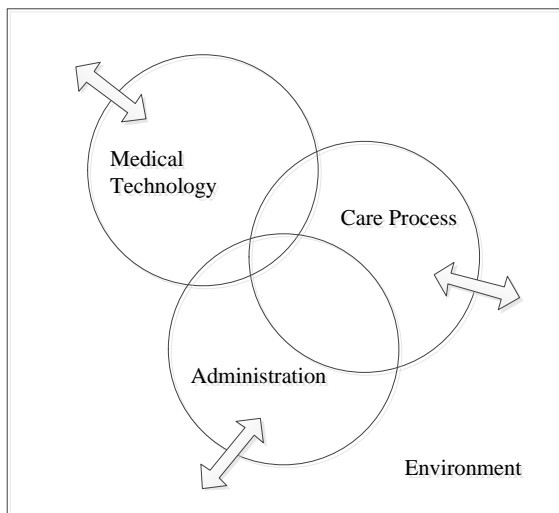 Medical
Technology
Care Process
Administration
Environment